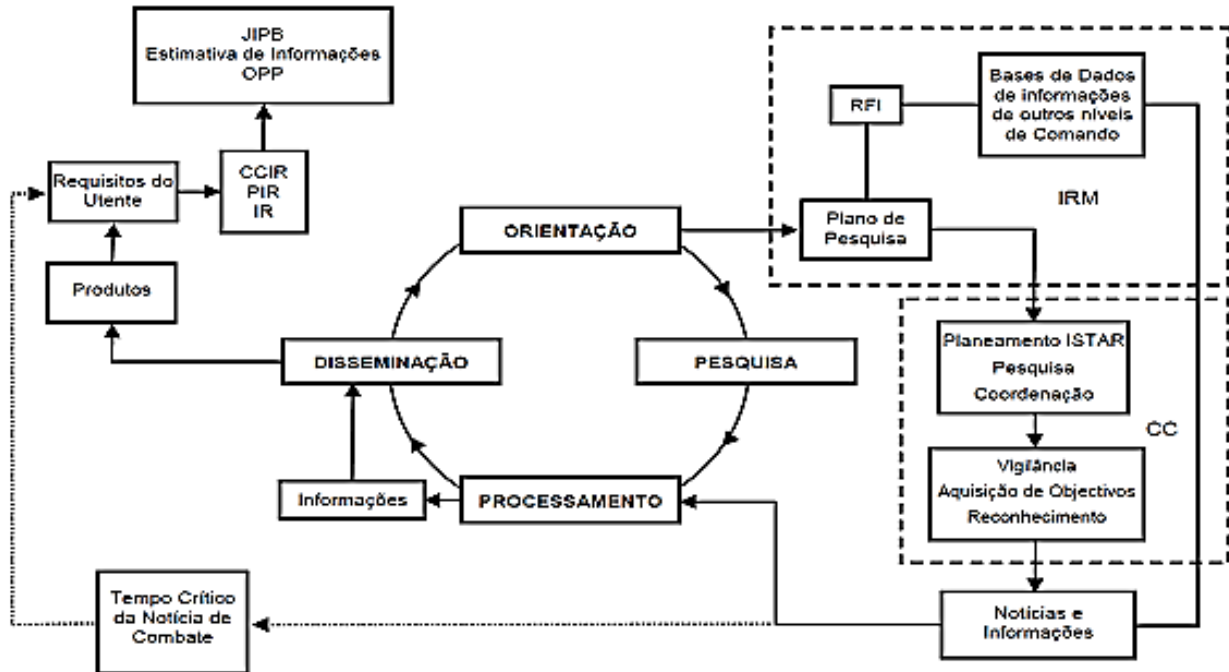 JIPB
Estimativa de Informações
OPP
RFI
Bases de Dados
de informações
de outros níveis
de Comando
Requisitos do
Utente
CCIR
PIR
IR
IRM
Plano de
Pesquisa
ORIENTAÇÃO
Produtos
DISSEMINAÇÃO
PESQUISA
Planeamento ISTAR
Pesquisa
Coordenação
CC
Informações
PROCESSAMENTO
Vigilância
Aquisição de Objectivos
Reconhecimento
Tempo Crítico
da Notícia de
Combate
Notícias e
Informações